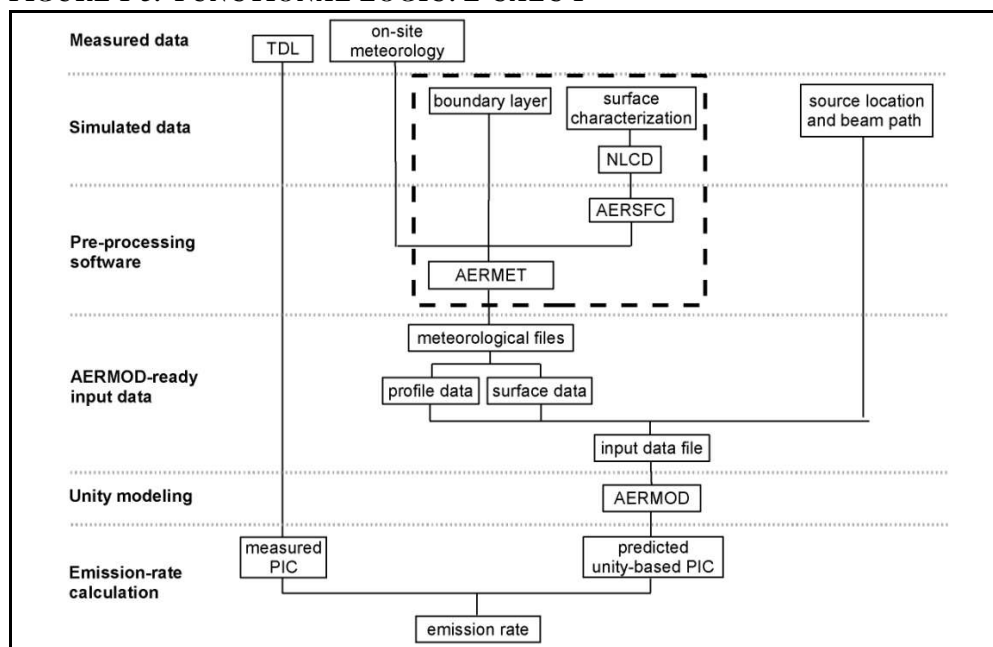 Measured data
TDL
on-site
meteorology
Simulated data
boundary layer
surface
characterization
source location
and beam path
NLCD
Pre-processing
software
AERSFC
AERMET
AERMOD-ready
input data
meteorological files
profile data
surface data
input data file
Unity modeling
AERMOD
Emission-rate
calculation
measured
PIC
predicted
unity-based PIC
emission rate